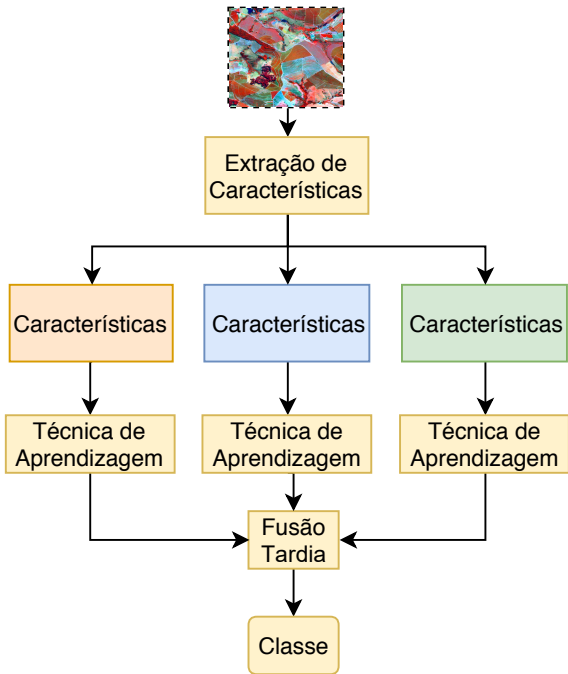 Extração de
Características
Características
Características
Características
Técnica de
Aprendizagem
Técnica de
Aprendizagem
Técnica de
Aprendizagem
Fusão
Tardia
Classe